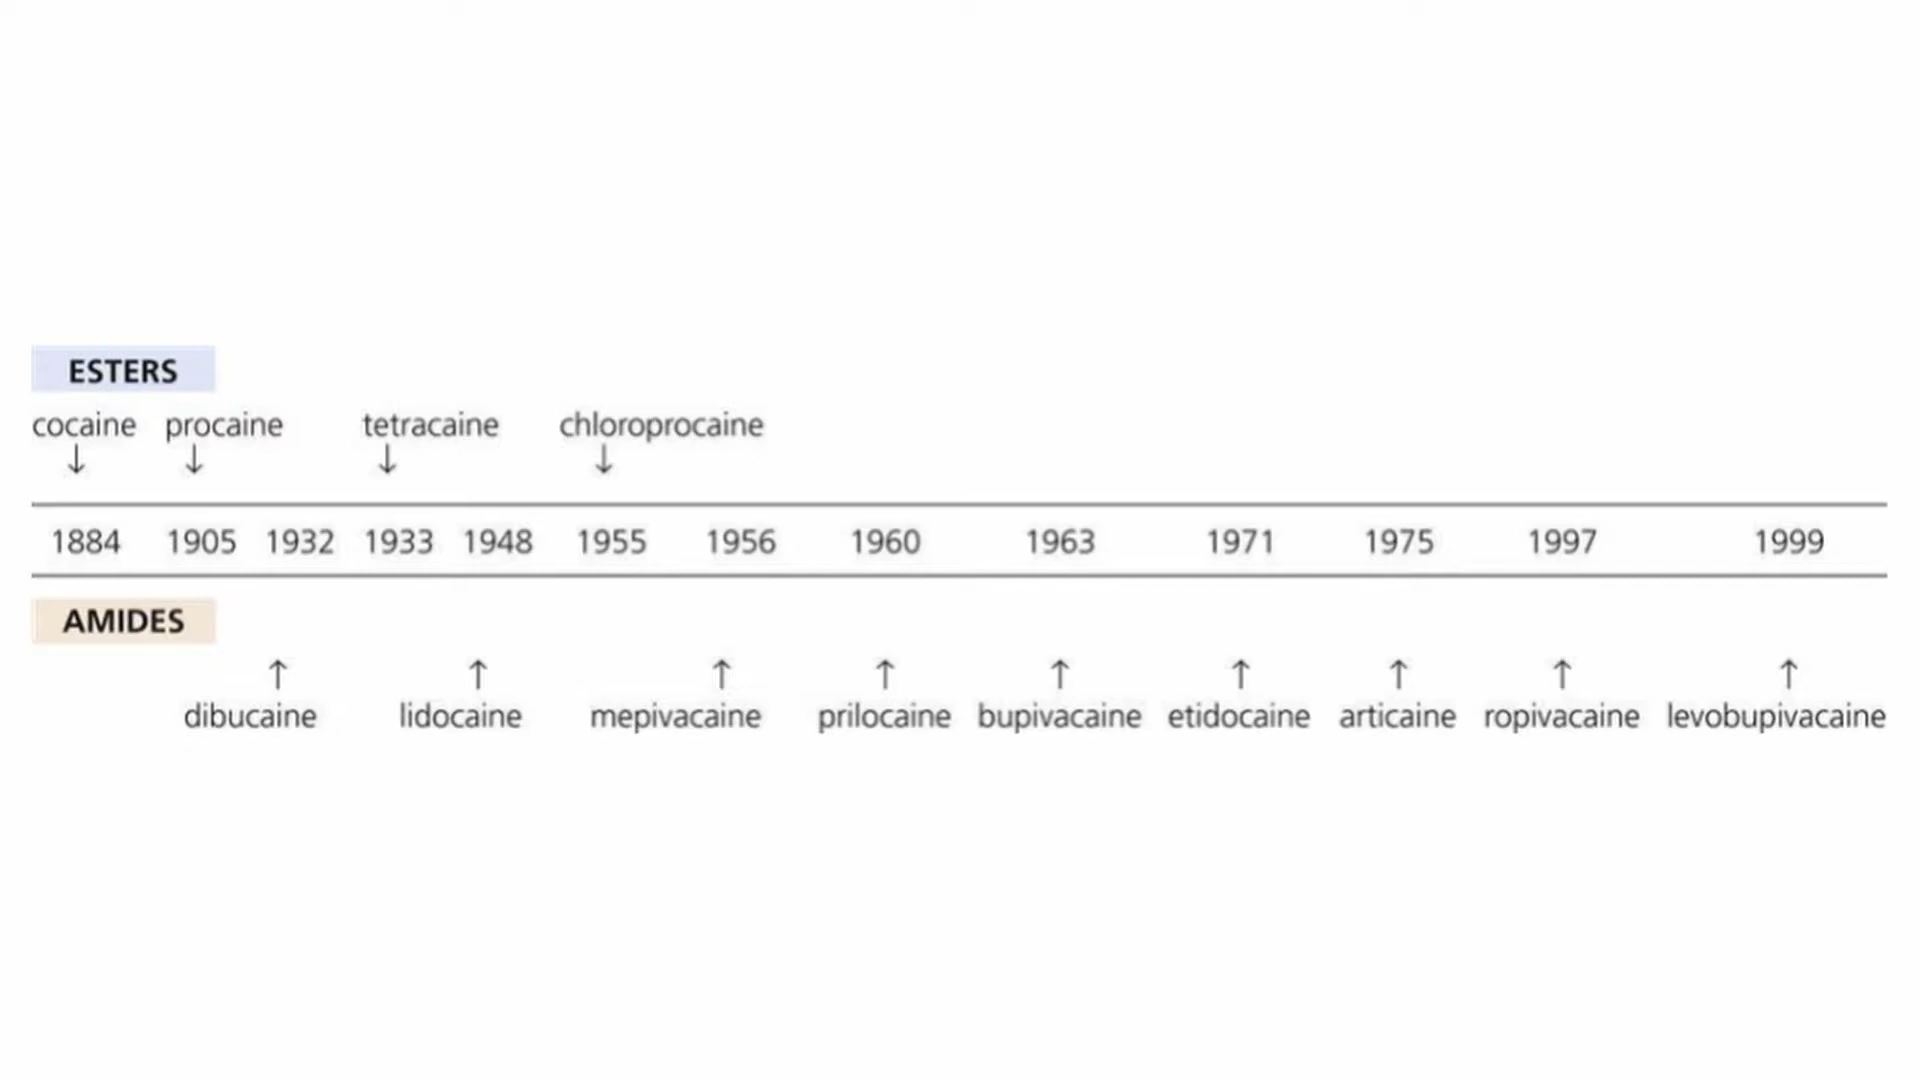 ESTERS
cocaine procaine tetracaine chloroprocaine
↓ ↓ ↓ ↓
1884 1905 1932 1933 1948 1955 1956 1960 1963 1971 1975 1997 1999
AMIDES
↑ ↑ ↑ ↑ ↑ ↑ ↑ ↑ ↑
dibucaine lidocaine mepivacaine prilocaine bupivacaine etidocaine articaine ropivacaine levobupivacaine